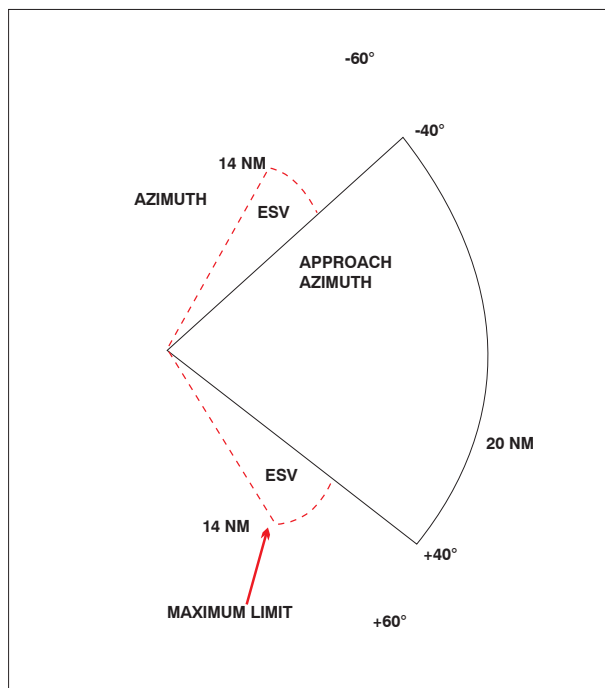 -60°
-40°
14 NM
AZIMUTH
ESV
APPROACH
AZIMUTH
20 NM
ESV
14 NM
+40°
MAXIMUM LIMIT
+60°